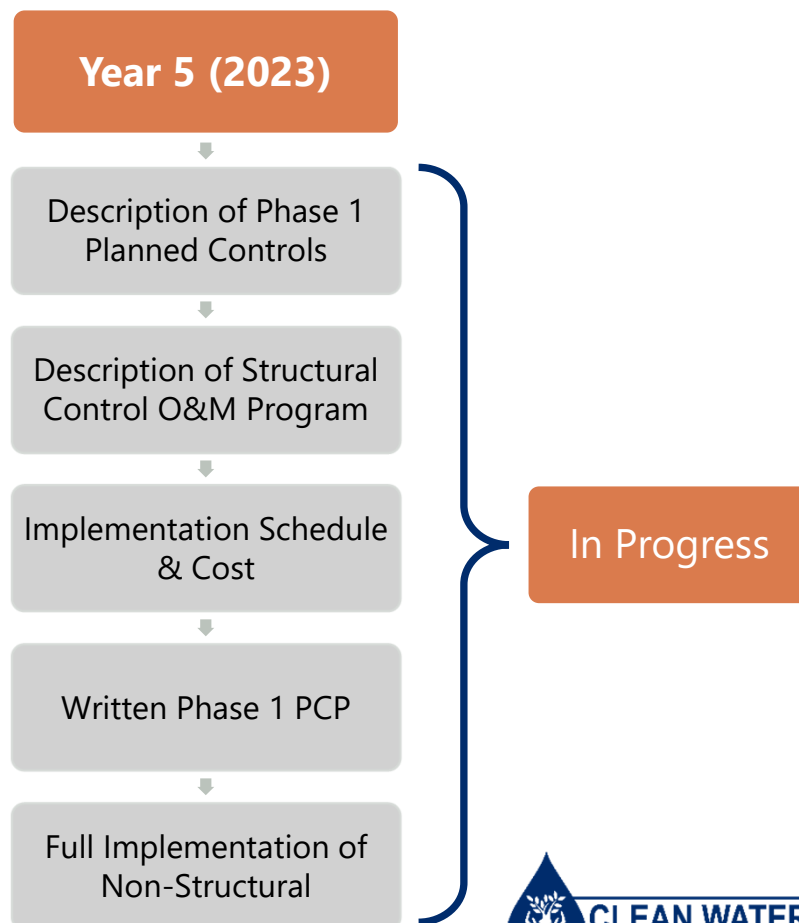 Year 5 (2023)
Description of Phase 1
Planned Controls
Description of Structural
Control O&M Program
Implementation Schedule
& Cost
Written Phase 1 PCP
Full Implementation of
Non-Structural
In Progress
CLEAN WATER